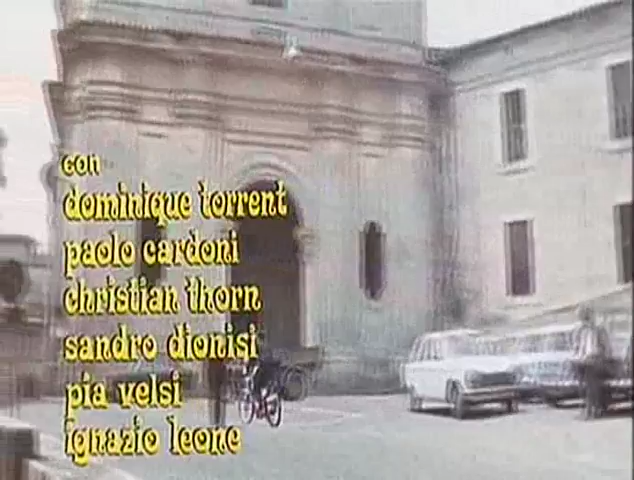 con
dominique torrent
paolo cardoni
christian thorn
sandro dionisi
pia velsi
ignazio leone